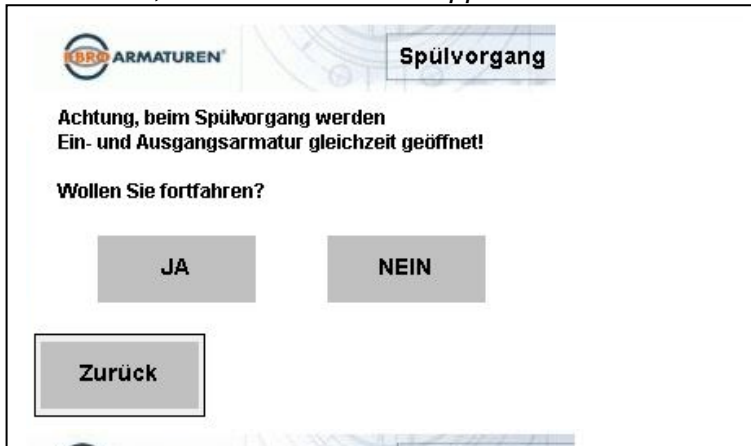 EBRO ARMATUREN
Spülvorgang
Achtung, beim Spülvorgang werden
Ein- und Ausgangsarmatur gleichzeit geöffnet!
Wollen Sie fortfahren?
JA NEIN
Zurück